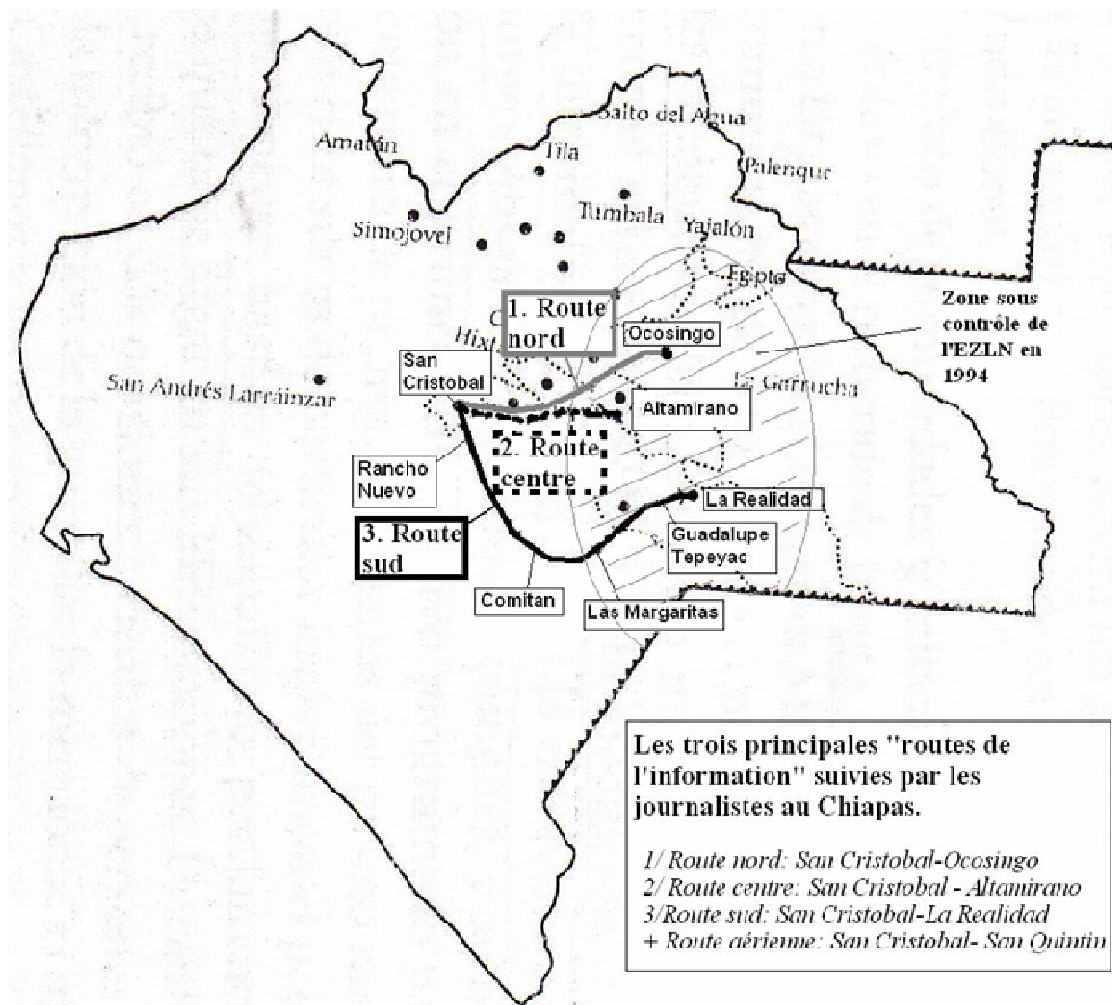 Salto del Agua
Amatán
Tila
Palenque
Tumbala
Simojovel
Yajalón
Egipto
Zone sous
contrôle de
l'EZLN en
1994
1. Route
nord
Ocosingo
San
Cristobal
San Andrés Larráinzar
La Garrucha
Altamirano
2. Route
centre
Rancho
Nuevo
La Realidad
3. Route
sud
Guadalupe
Tepeyac
Comitan
Las Margaritas
Les trois principales "routes de
l'information" suivies par les
journalistes au Chiapas.
1/ Route nord: San Cristobal-Ocosingo
2/ Route centre: San Cristobal - Altamirano
3/Route sud: San Cristobal-La Realidad
+ Route aérienne: San Cristobal- San Quintin